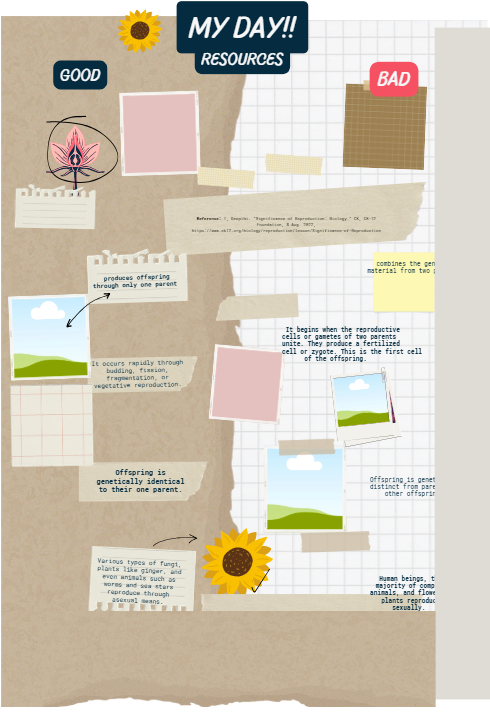 MY DAY!!
RESOURCES
GOOD
BAD
Reference: T, Deepthi. "Significance of Reproduction: Biology." CK, CK-12
Foundation, 5 Aug.
https://www.ck12.org/biology/reproduction/lesson/Significance-of-Reproduction
produces offspring
through only one parent
combines the gen
material from two p
It begins when the reproductive
cells or gametes of two parents
unite. They produce a fertilized
cell or zygote. This is the first cell
of the offspring.
It occurs rapidly through
budding, fission,
fragmentation, or
vegetative reproduction.
Offspring is
genetically identical
to their one parent.
Offspring is genet
distinct from pare
other offsprin
Various types of fungi,
plants like ginger, and
even animals such as
worms and sea stars
reproduce through
asexual means.
Human beings, t
majority of comp
animals, and flowe
plants reproduc
sexually.